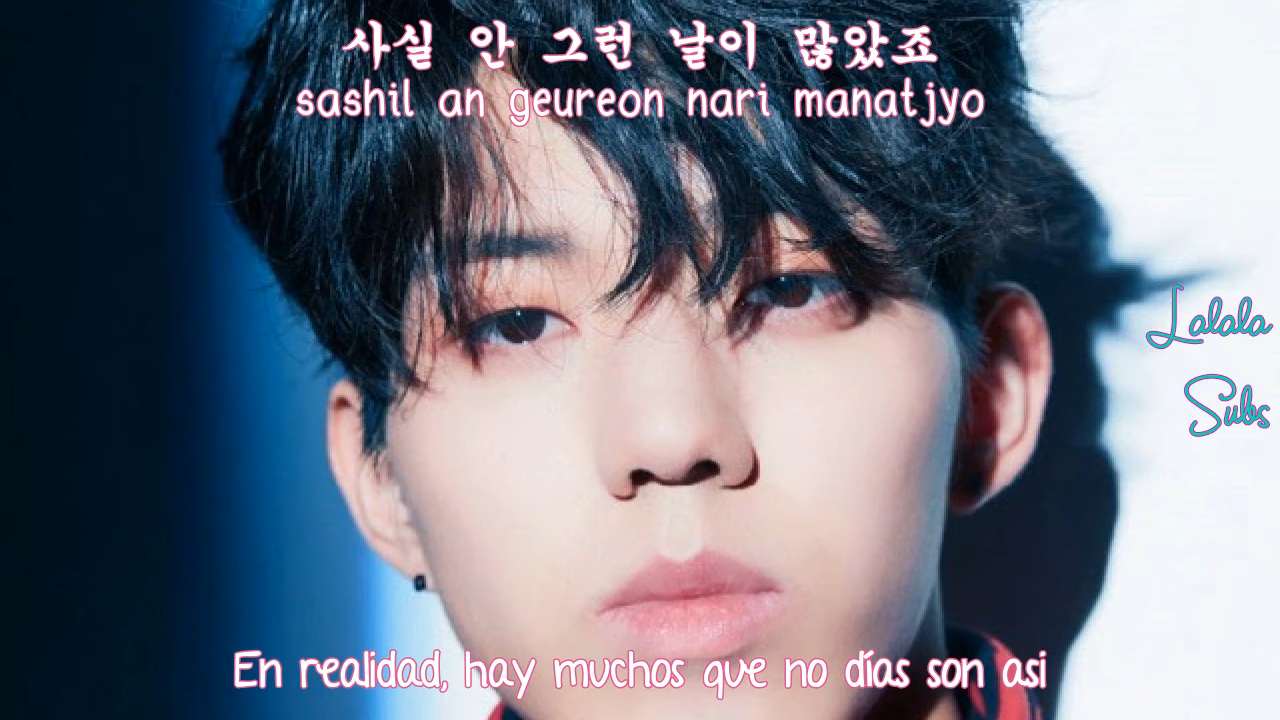 사실 안 그런 날이 많았죠
sashil an geureon nari manatjyo
Lalala
Subs
En realidad, hay muchos que no días son asi